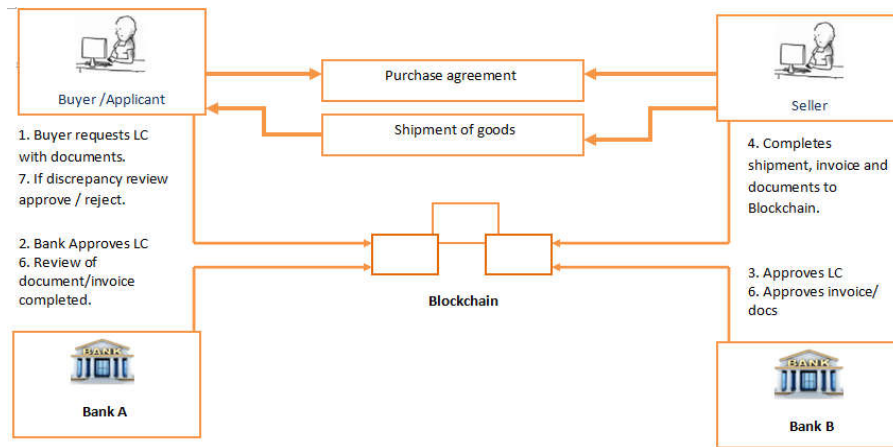 Purchase agreement
Buyer /Applicant
Seller
Shipment of goods
1. Buyer requests LC
with documents.
7. If discrepancy review
approve / reject.
4. Completes
shipment, invoice and
documents to
Blockchain.
2. Bank Approves LC
6. Review of
document/invoice
completed.
Blockchain
3. Approves LC
6. Approves invoice/
docs
BANK
Bank A
BANK
Bank B